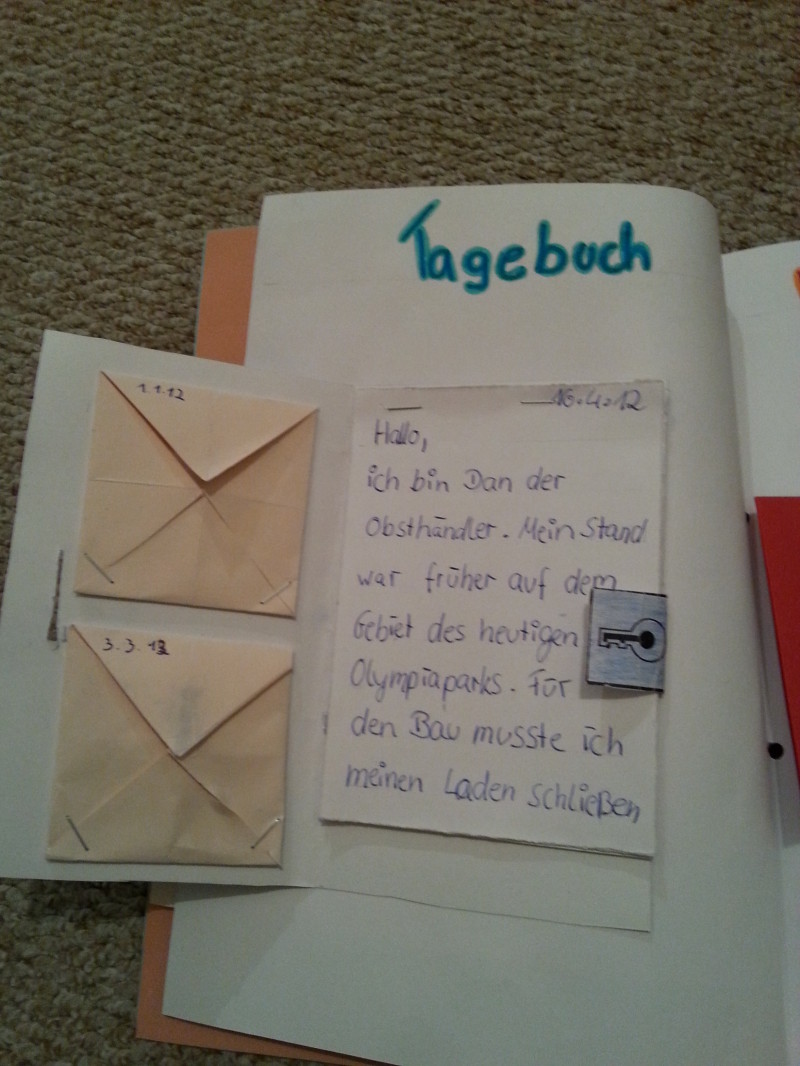 Tagebuch
1.1.12
3.3.12
16.4.12
Hallo,
ich bin Dan der
Obsthändler. Mein Stand
war früher auf dem
Gebiet des heutigen
Olympiaparks. Für
den Bau musste ich
meinen Laden schließen